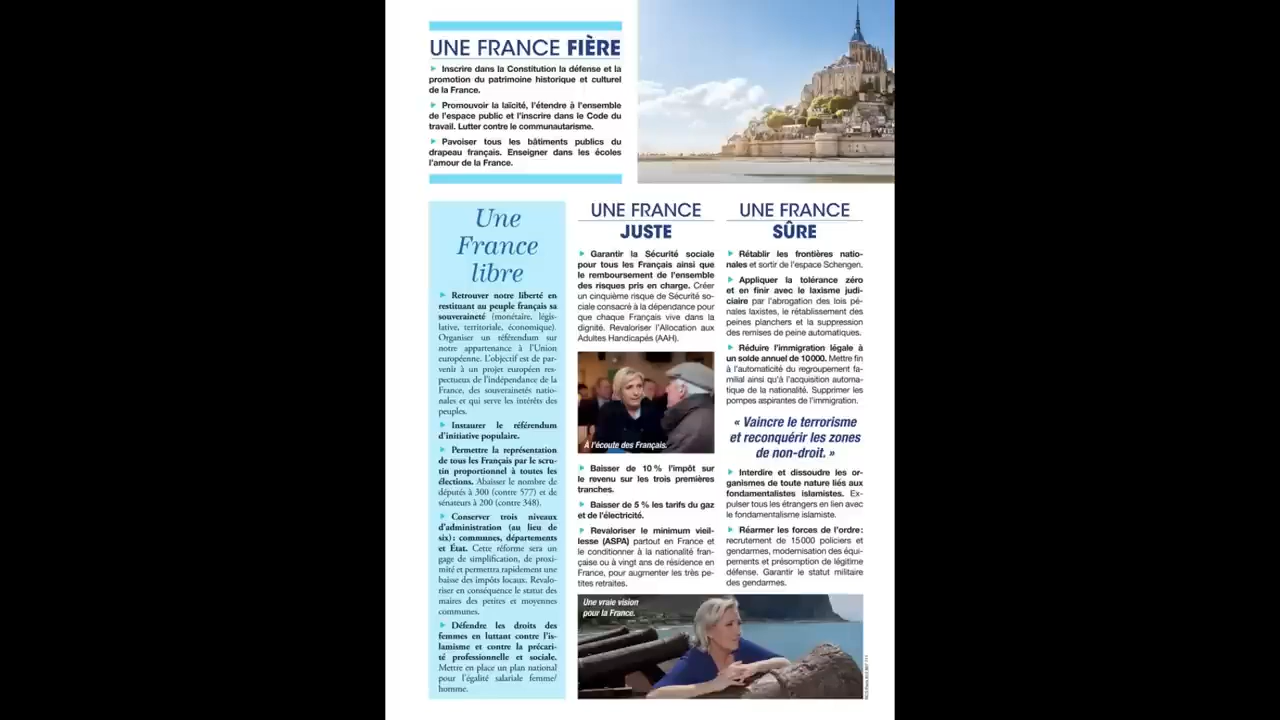 UNE FRANCE FIÈRE
► Inscrire dans la Constitution la défense et la
promotion du patrimoine historique et culturel
de la France.
► Promouvoir la laïcité, l'étendre à l'ensemble
de l'espace public et l'inscrire dans le Code du
travail. Lutter contre le communautarisme.
► Pavoiser tous les bâtiments publics du
drapeau français. Enseigner dans les écoles
l'amour de la France.
Une
France
libre
► Retrouver notre liberté en
restituant au peuple français sa
souveraineté (monétaire, légis-
lative, territoriale, économique).
Organiser un référendum sur
notre appartenance à l'Union
européenne. L'objectif est de par-
venir à un projet européen res-
pectueux de l'indépendance de la
France, des souverainetés natio-
nales et qui serve les intérêts des
peuples.
► Instaurer le référendum
d'initiative populaire.
► Permettre la représentation
de tous les Français par le scru-
tin proportionnel à toutes les
élections. Abaisser le nombre de
députés à 300 (contre 577) et de
sénateurs à 200 (contre 348).
► Conserver trois niveaux
d'administration (au lieu de
six) : communes, départements
et État. Cette réforme sera un
gage de simplification, de proxi-
mité et permettra rapidement une
baisse des impôts locaux. Revalo-
riser en conséquence le statut des
maires des petites et moyennes
communes.
► Défendre les droits des
femmes en luttant contre l'is-
lamisme et contre la précari-
té professionnelle et sociale.
Mettre en place un plan national
pour l'égalité salariale femme/
homme.
UNE FRANCE
JUSTE
► Garantir la Sécurité sociale
pour tous les Français ainsi que
le remboursement de l'ensemble
des risques pris en charge. Créer
un cinquième risque de Sécurité so-
ciale consacré à la dépendance pour
que chaque Français vive dans la
dignité. Revaloriser l'Allocation aux
Adultes Handicapés (AAH).
À l'écoute des Français.
► Baisser de 10 % l'impôt sur
le revenu sur les trois premières
tranches.
► Baisser de 5 % les tarifs du gaz
et de l'électricité.
► Revaloriser le minimum vieil-
lesse (ASPA) partout en France et
le conditionner à la nationalité fran-
çaise ou à vingt ans de résidence en
France, pour augmenter les très pe-
tites retraites.
UNE FRANCE
SÛRE
► Rétablir les frontières natio-
nales et sortir de l'espace Schengen.
► Appliquer la tolérance zéro
et en finir avec le laxisme judi-
ciaire par l'abrogation des lois pé-
nales laxistes, le rétablissement des
peines planchers et la suppression
des remises de peine automatiques.
► Réduire l'immigration légale à
un solde annuel de 10 000. Mettre fin
à l'automaticité du regroupement fa-
milial ainsi qu'à l'acquisition automa-
tique de la nationalité. Supprimer les
pompes aspirantes de l'immigration.
« Vaincre le terrorisme
et reconquérir les zones
de non-droit. »
► Interdire et dissoudre les or-
ganismes de toute nature liés aux
fondamentalistes islamistes. Ex-
pulser tous les étrangers en lien avec
le fondamentalisme islamiste.
► Réarmer les forces de l'ordre :
recrutement de 15 000 policiers et
gendarmes, modernisation des équi-
pements et présomption de légitime
défense. Garantir le statut militaire
des gendarmes.
Une vraie vision
pour la France.